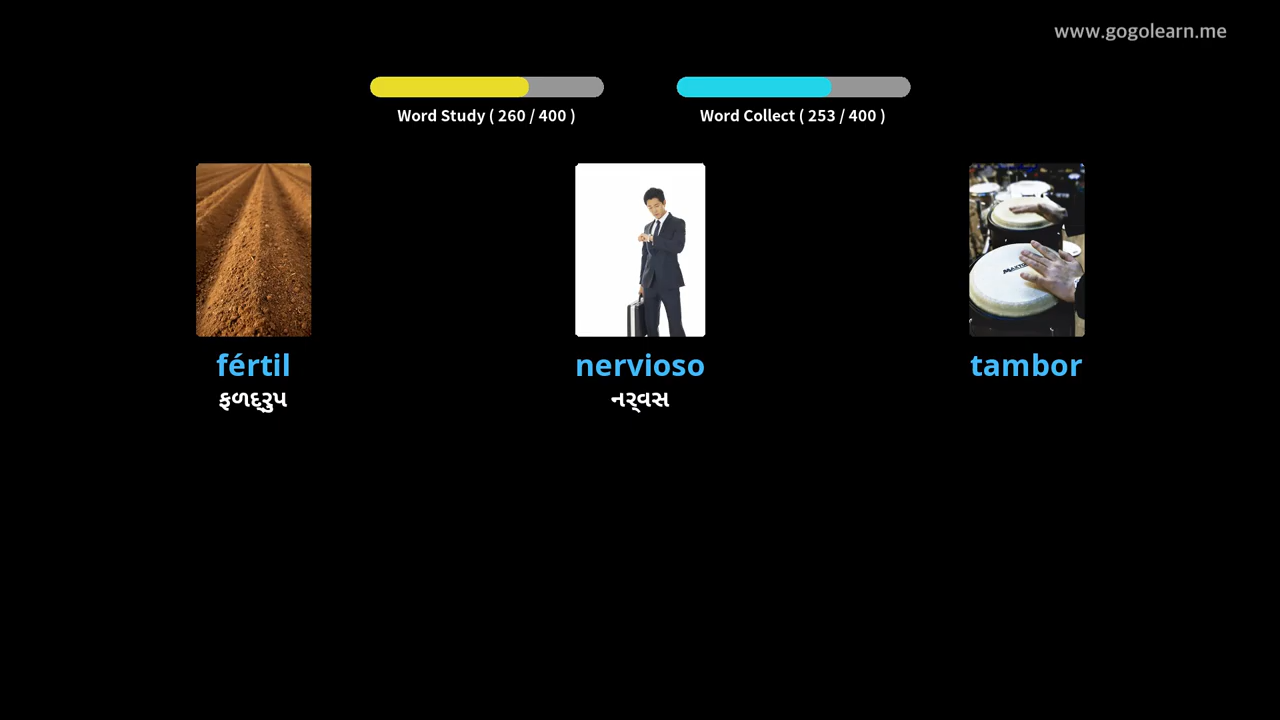 www.gogolearn.me
Word Study ( 260 / 400 )
Word Collect ( 253 / 400 )
fértil
ફળદ્રુપ
nervioso
નર્વસ
tambor